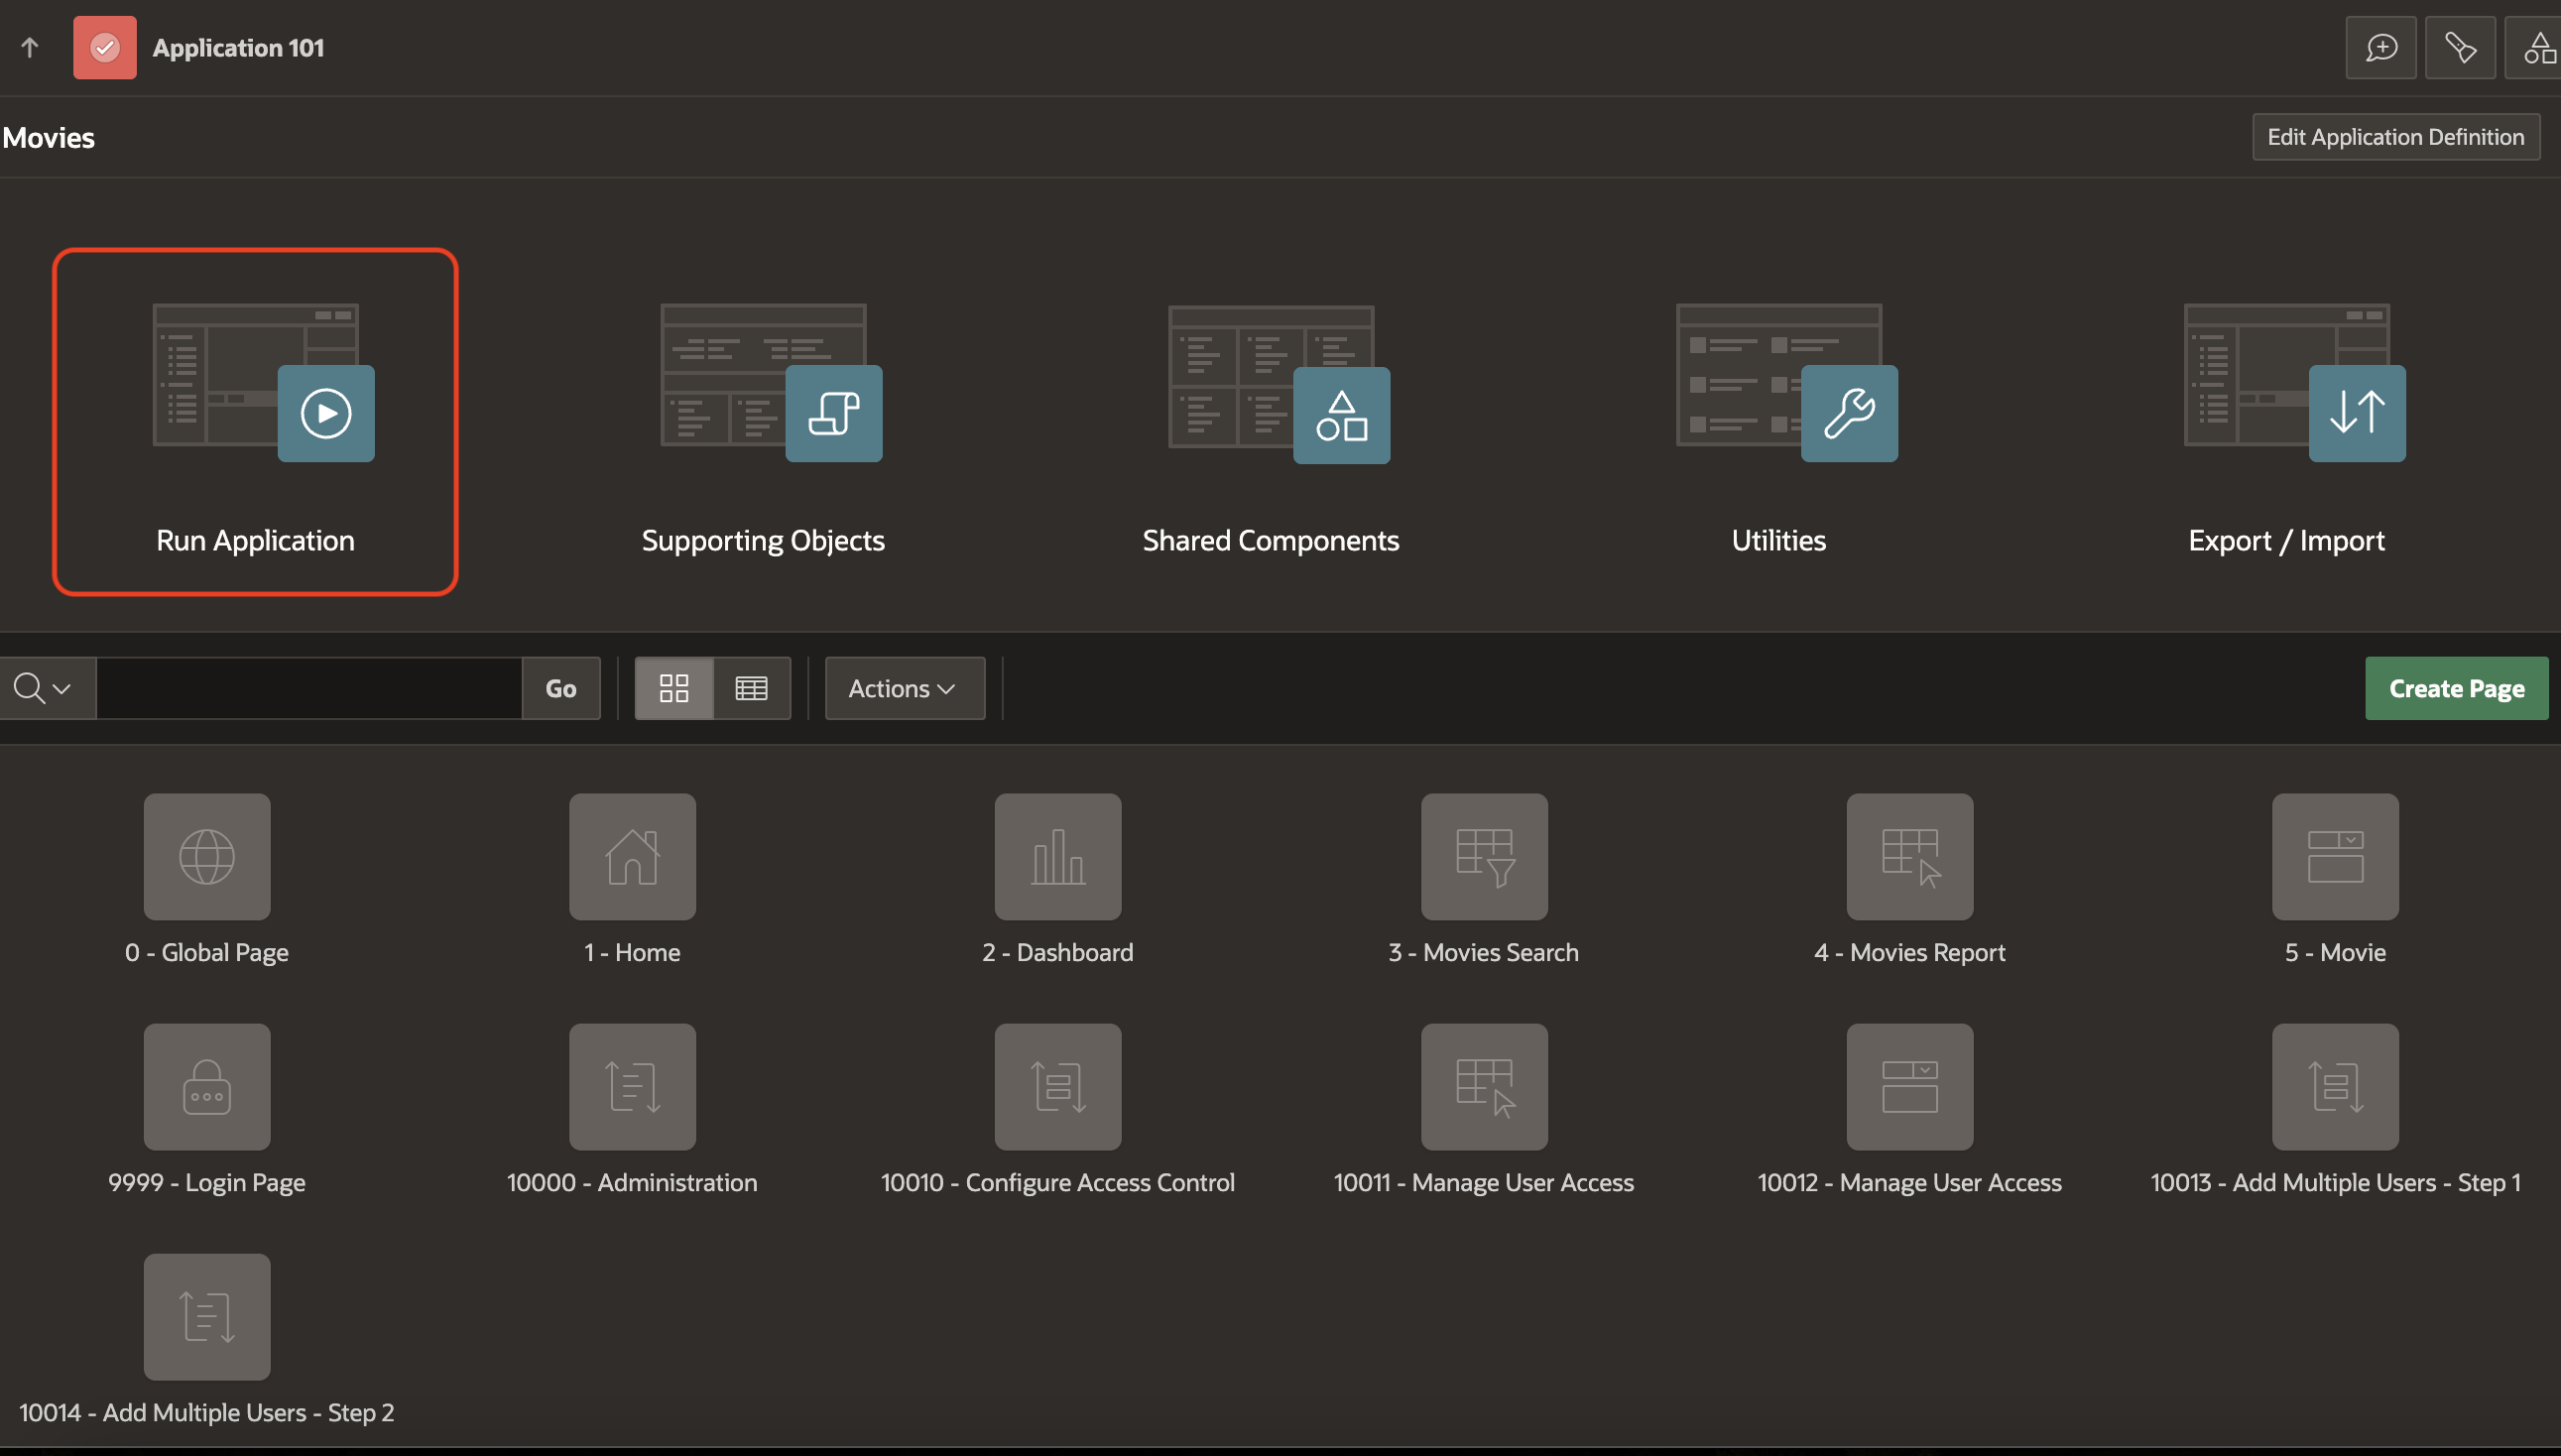 Application 101
Movies
Edit Application Definition
Run Application
Supporting Objects
Shared Components
Utilities
Export / Import
Go
Actions
Create Page
0 - Global Page
1 - Home
2 - Dashboard
3 - Movies Search
4 - Movies Report
5 - Movie
9999 - Login Page
10000 - Administration
10010 - Configure Access Control
10011 - Manage User Access
10012 - Manage User Access
10013 - Add Multiple Users - Step 1
10014 - Add Multiple Users - Step 2